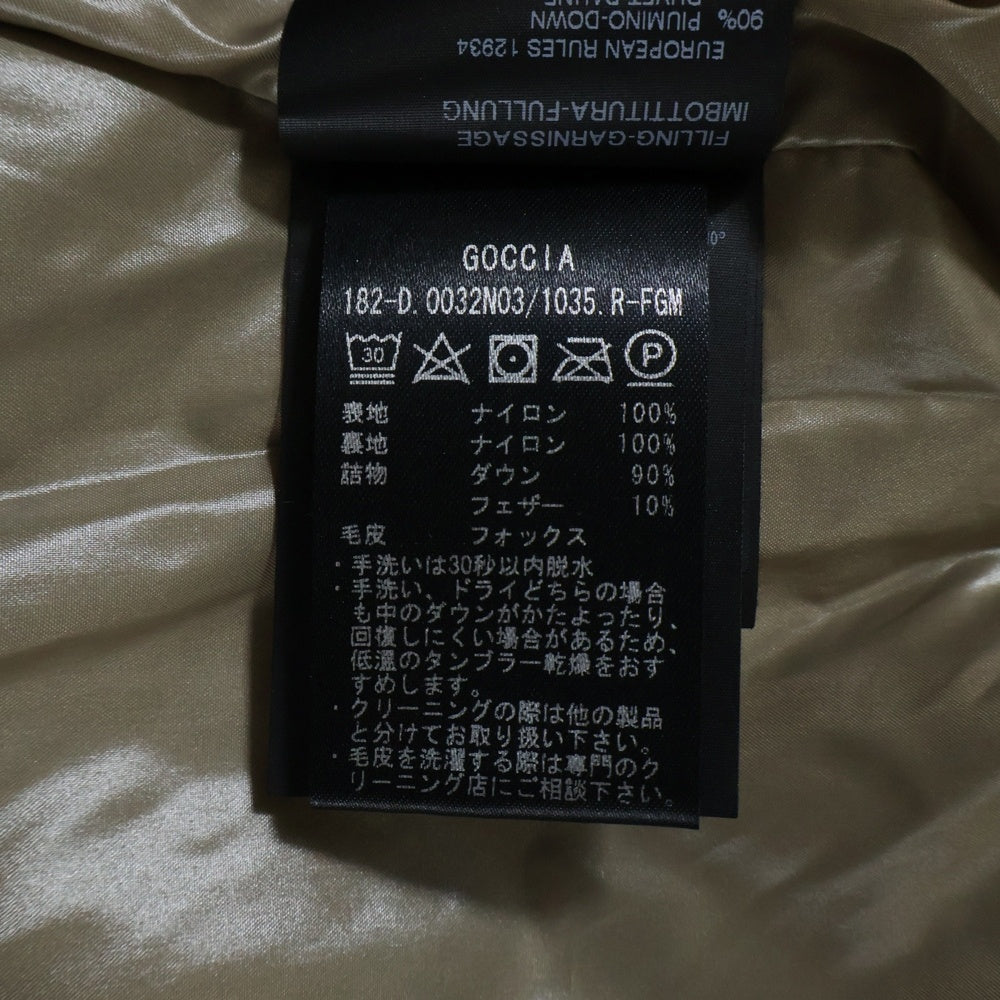 DUVET-DAUNE
90% PIUMINO-DOWN
EUROPEAN RULES 12934
IMBOTTITURA-FULLUNG
FILLING-GARNISSAGE
0°
GOCCIA
182-D.0032N03/1035.R-FGM
30 P
表地 ナイロン 100%
裏地 ナイロン 100%
詰物 ダウン 90%
フェザー 10%
毛皮 フォックス
・手洗いは30秒以内脱水
・手洗い、ドライどちらの場合
も中のダウンがかたよったり、
回復しにくい場合があるため、
低温のタンブラー乾燥をおす
すめします。
・クリーニングの際は他の製品
と分けてお取り扱い下さい。
・毛皮を洗濯する際は専門のク
リーニング店にご相談下さい。